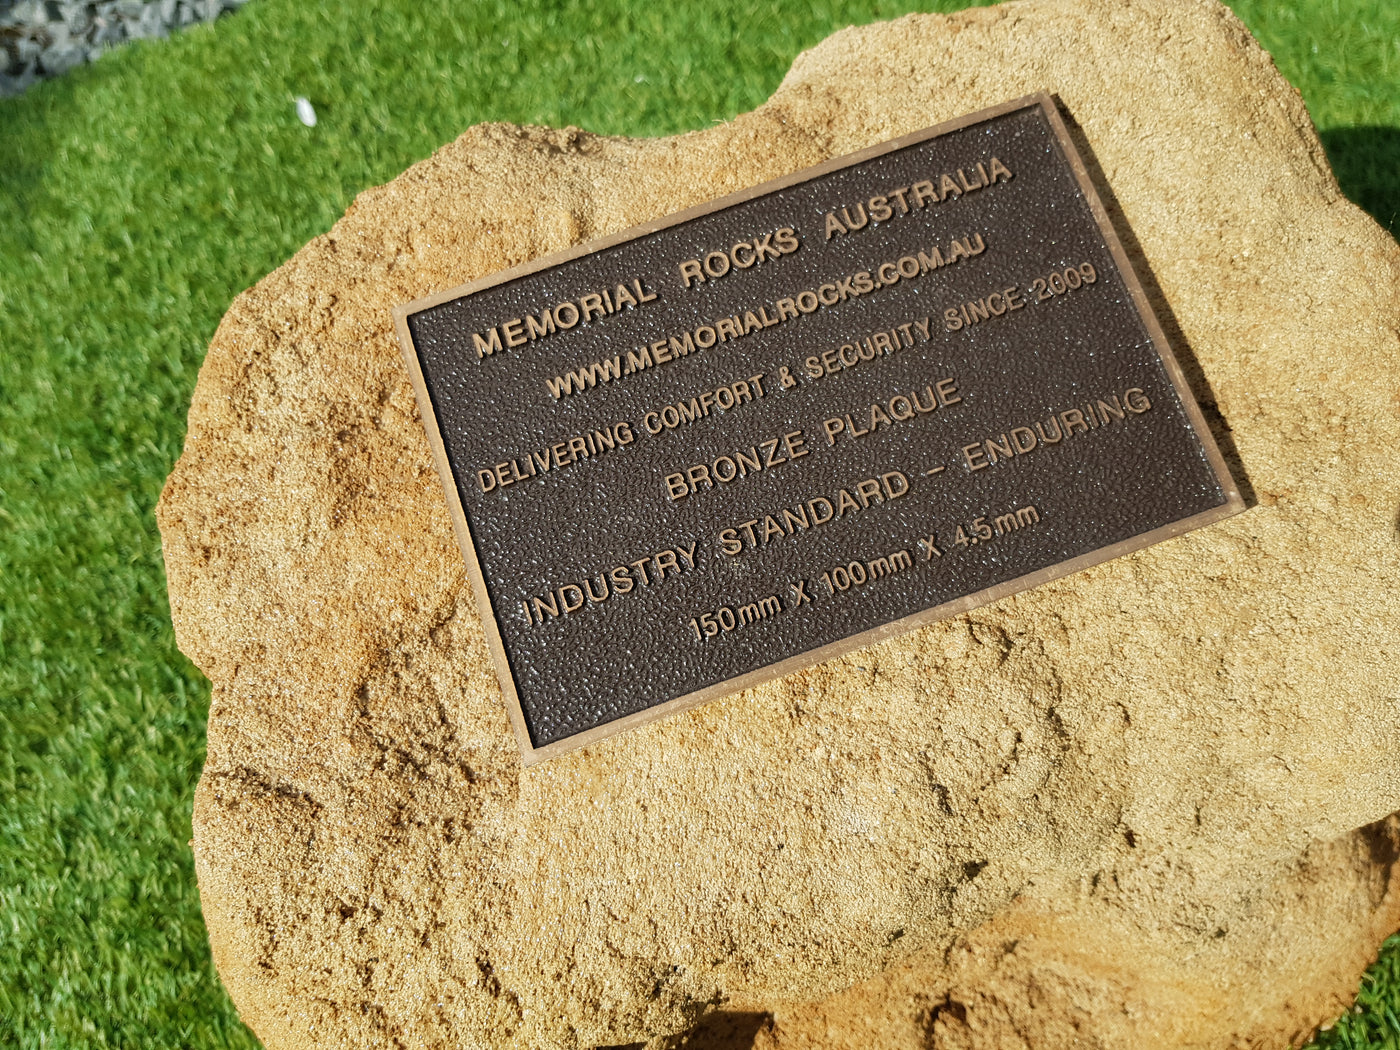 MEMORIAL ROCKS AUSTRALIA
WWW.MEMORIALROCKS.COM.AU
DELIVERING COMFORT & SECURITY SINCE 2009
BRONZE PLAQUE
INDUSTRY STANDARD - ENDURING
150mm X 100mm X 4.5mm